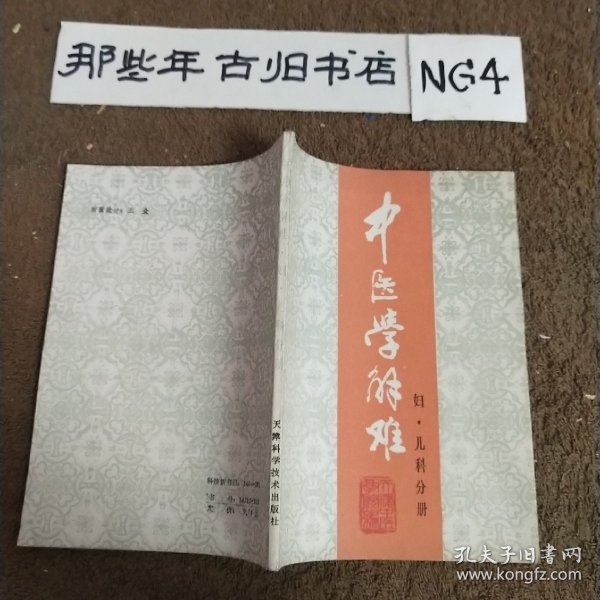 那些年古旧书店
NG4
中医学解难
妇·儿科分册
天津科学技术出版社
孔夫子旧书网
www.kongfz.com